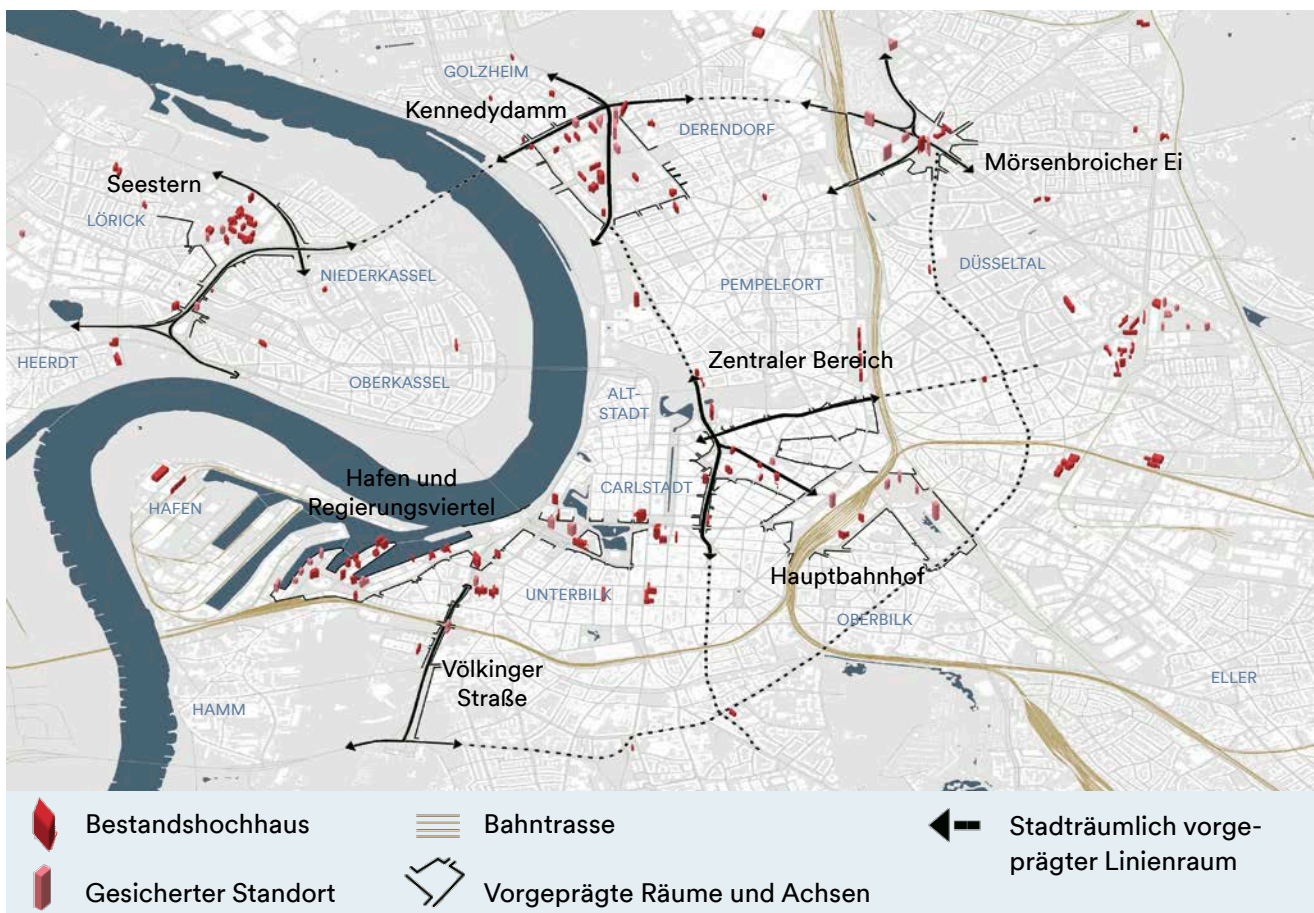 GOLZHEIM
Kennedydamm
DERENDORF
Mörsenbroicher Ei
Seestern
LÖRICK
NIEDERKASSEL
DÜSSELTAL
PEMPELFORT
HEERDT
OBERKASSEL
Zentraler Bereich
ALT-
STADT
Hafen und
Regierungsviertel
CARLSTADT
HAFEN
Hauptbahnhof
UNTERBILK
OBERBILK
Völkinger
Straße
ELLER
HAMM
Bestandshochhaus
Bahntrasse
Stadträumlich vorge-
prägter Linienraum
Gesicherter Standort
Vorgeprägte Räume und Achsen